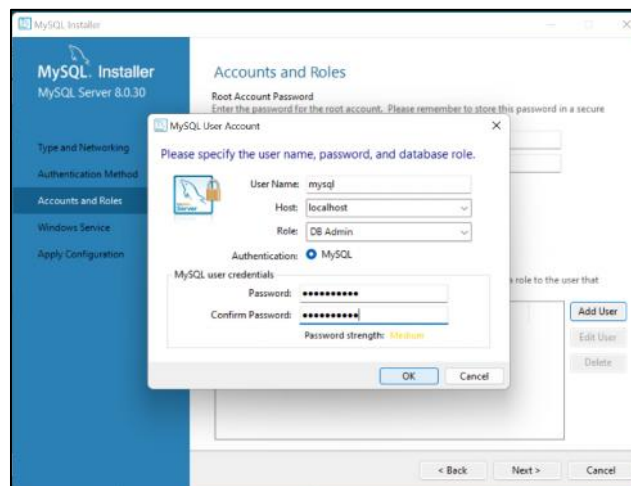 MySQL Installer
MySQL. Installer
MySQL Server 8.0.30
Type and Networking
Authentication Method
Accounts and Roles
Windows Service
Apply Configuration
Accounts and Roles
Root Account Password
Enter the password for the root account. Please remember to store this password in a secure
MySQL User Account
Please specify the user name, password, and database role.
Server
User Name: mysql
Host: localhost
Role: DB Admin
Authentication: MySQL
MySQL user credentials
Password: ●●●●●●●●●●
Confirm Password: ●●●●●●●●●●
Password strength: Medium
OK Cancel
a role to the user that
Add User
Edit User
Delete
< Back Next > Cancel